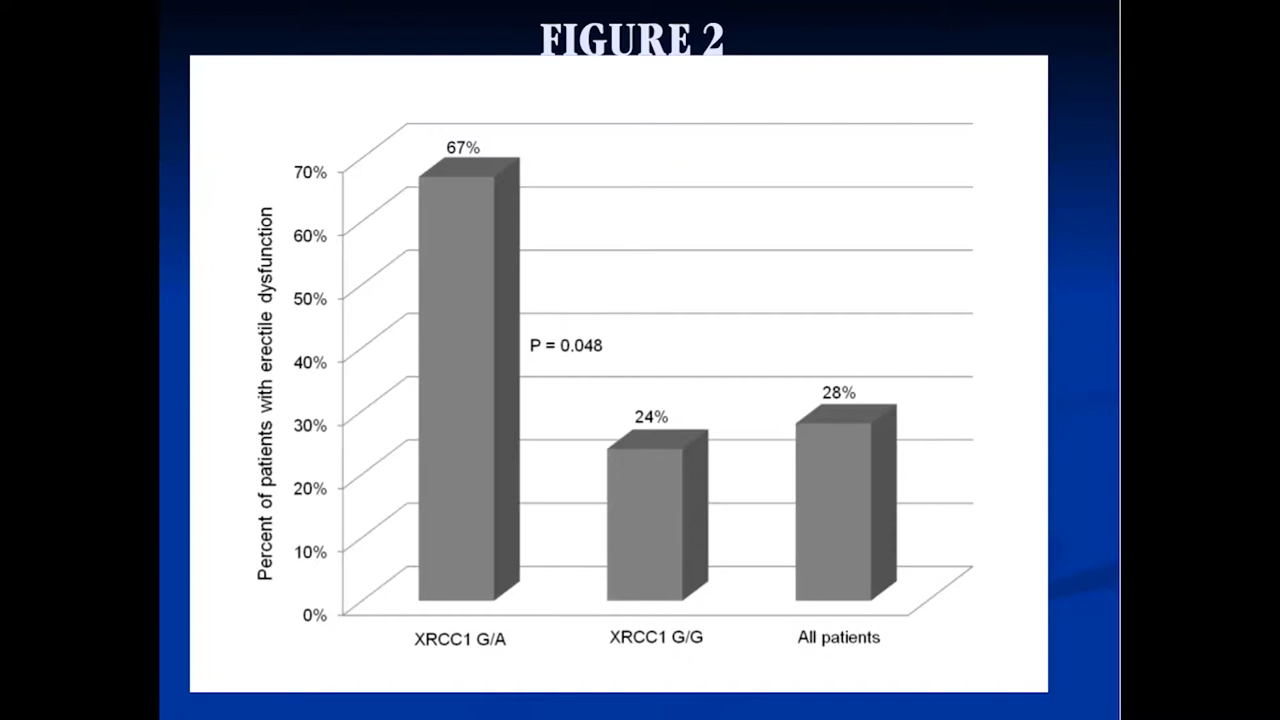 FIGURE 2
67%
70%
60%
50%
40%
30%
20%
10%
0%
Percent of patients with erectile dysfunction
P = 0.048
24%
28%
XRCC1 G/A
XRCC1 G/G
All patients